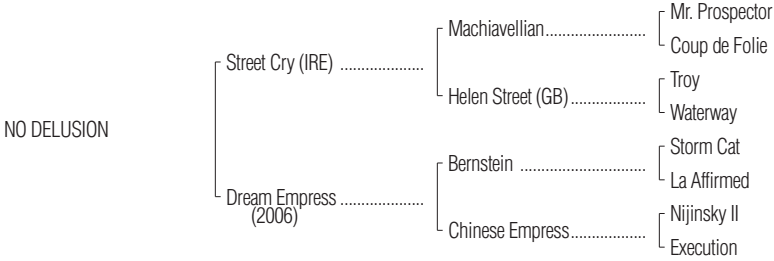 Mr. Prospector
Machiavellian
Coup de Folie
Street Cry (IRE)
Troy
Helen Street (GB)
Waterway
NO DELUSION
Storm Cat
Bernstein
La Affirmed
Dream Empress
(2006)
Nijinsky II
Chinese Empress
Execution